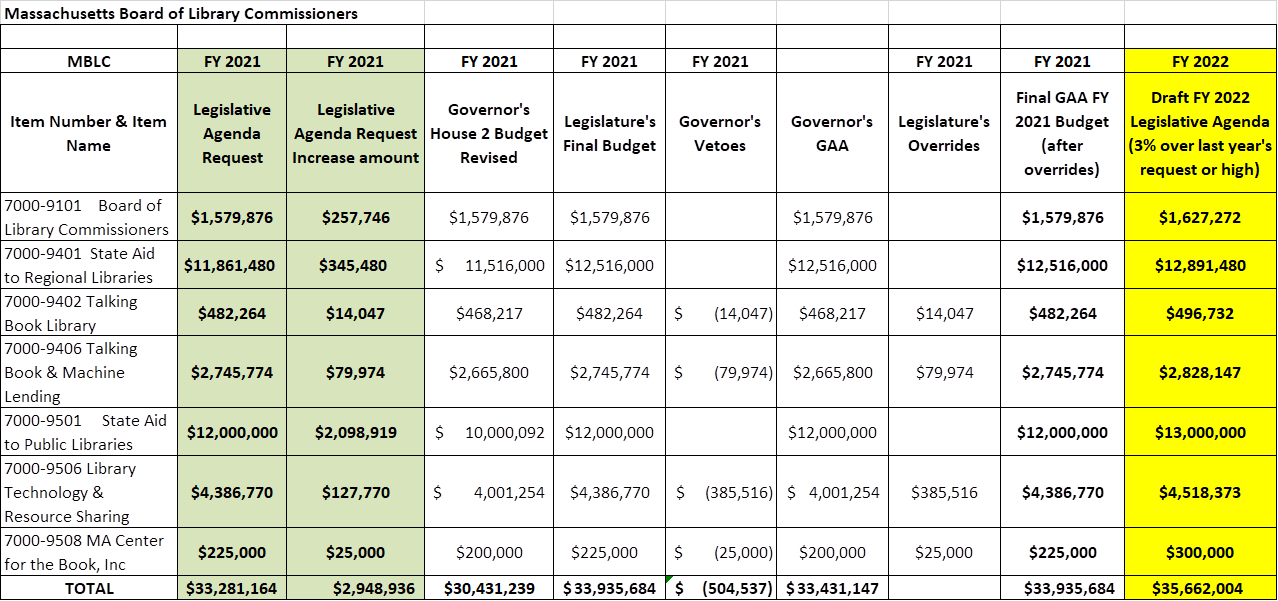 Massachusetts Board of Library Commissioners
MBLC FY 2021 FY 2021 FY 2021 FY 2021 FY 2021 FY 2021 FY 2021 FY 2022
Item Number & Item Name Legislative Agenda Request Legislative Agenda Request Increase amount Governor's House 2 Budget Revised Legislature's Final Budget Governor's Vetoes Governor's GAA Legislature's Overrides Final GAA FY 2021 Budget (after overrides) Draft FY 2022 Legislative Agenda (3% over last year's request or high)
7000-9101 Board of Library Commissioners $1,579,876 $257,746 $1,579,876 $1,579,876 $1,579,876 $1,579,876 $1,627,272
7000-9401 State Aid to Regional Libraries $11,861,480 $345,480 $ 11,516,000 $12,516,000 $12,516,000 $12,516,000 $12,891,480
7000-9402 Talking Book Library $482,264 $14,047 $468,217 $482,264 $ (14,047) $468,217 $14,047 $482,264 $496,732
7000-9406 Talking Book & Machine Lending $2,745,774 $79,974 $2,665,800 $2,745,774 $ (79,974) $2,665,800 $79,974 $2,745,774 $2,828,147
7000-9501 State Aid to Public Libraries $12,000,000 $2,098,919 $ 10,000,092 $12,000,000 $12,000,000 $12,000,000 $13,000,000
7000-9506 Library Technology & Resource Sharing $4,386,770 $127,770 $ 4,001,254 $4,386,770 $ (385,516) $ 4,001,254 $385,516 $4,386,770 $4,518,373
7000-9508 MA Center for the Book, Inc $225,000 $25,000 $200,000 $225,000 $ (25,000) $200,000 $25,000 $225,000 $300,000
TOTAL $33,281,164 $2,948,936 $30,431,239 $33,935,684 $ (504,537) $33,431,147 $33,935,684 $35,662,004